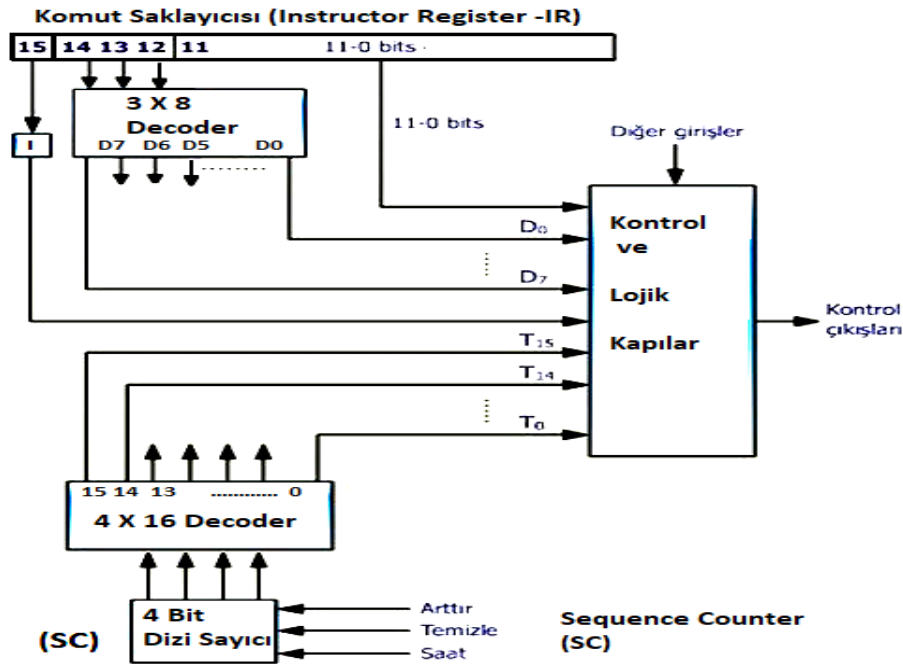 Komut Saklayıcısı (Instructor Register -IR)
15 14 13 12 11 11-0 bits
3 X 8
Decoder
I
D7 D6 D5 ........ D0
11-0 bits
Diğer girişler
Kontrol
ve
Lojik
Kapılar
D0
D7
T15
T14
T0
Kontrol
çıkışları
15 14 13 ............ 0
4 X 16 Decoder
4 Bit
Dizi Sayıcı
(SC)
Arttır
Temizle
Saat
Sequence Counter
(SC)